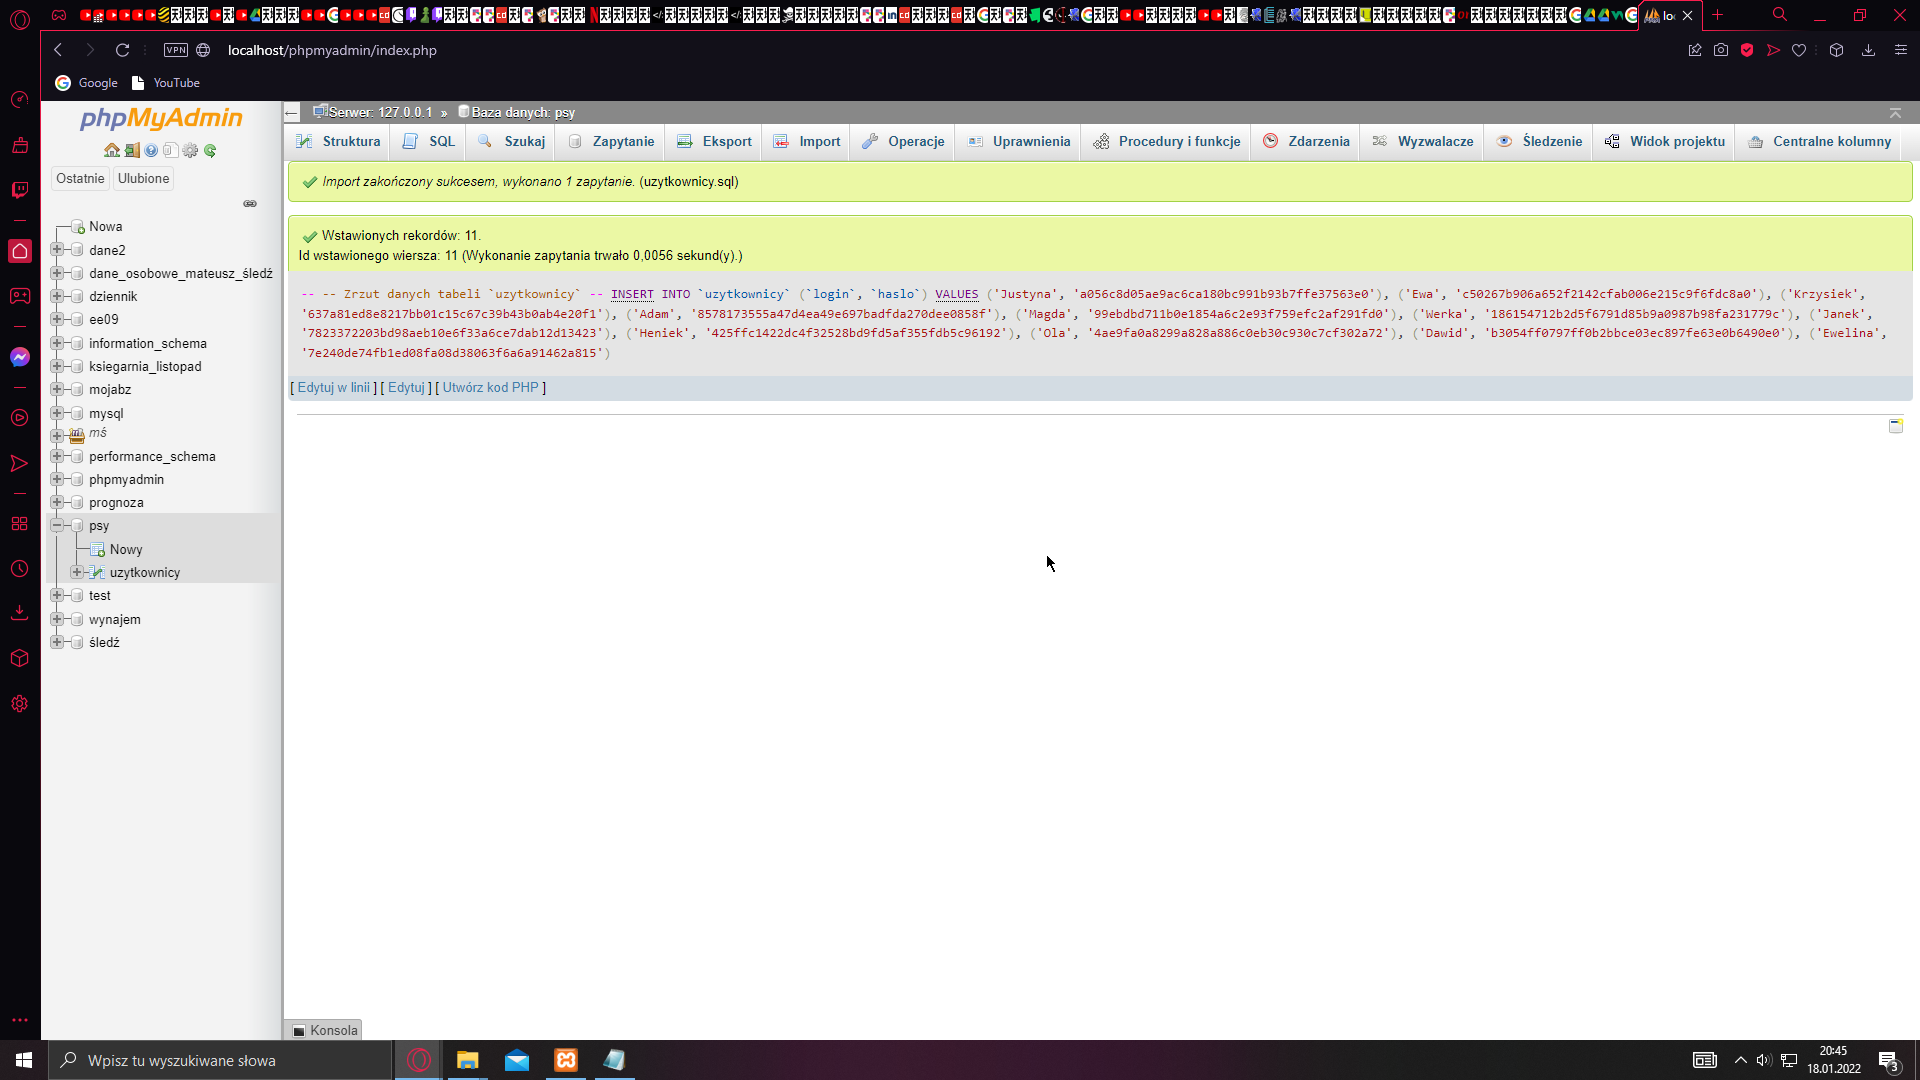 lo
localhost/phpmyadmin/index.php
VPN
Google
YouTube
phpMyAdmin
Ostatnie
Ulubione
Nowa
dane2
dane_osobowe_mateusz_śledź
dziennik
ee09
information_schema
ksiegarnia_listopad
mojabz
mysql
mś
performance_schema
phpmyadmin
prognoza
psy
Nowy
uzytkownicy
test
wynajem
śledź
Serwer: 127.0.0.1 » Baza danych: psy
Struktura SQL Szukaj Zapytanie Eksport Import Operacje Uprawnienia Procedury i funkcje Zdarzenia Wyzwalacze Śledzenie Widok projektu Centralne kolumny
Import zakończony sukcesem, wykonano 1 zapytanie. (uzytkownicy.sql)
Wstawionych rekordów: 11.
Id wstawionego wiersza: 11 (Wykonanie zapytania trwało 0,0056 sekund(y).)
-- -- Zrzut danych tabeli `uzytkownicy` -- INSERT INTO `uzytkownicy` (`login`, `haslo`) VALUES ('Justyna', 'a056c8d05ae9ac6ca180bc991b93b7ffe37563e0'), ('Ewa', 'c50267b906a652f2142cfab006e215c9f6fdc8a0'), ('Krzysiek',
'637a81ed8e8217bb01c15c67c39b43b0ab4e20f1'), ('Adam', '8578173555a47d4ea49e697badfda270dee0858f'), ('Magda', '99ebdbd711b0e1854a6c2e93f759efc2af291fd0'), ('Werka', '186154712b2d5f6791d85b9a0987b98fa231779c'), ('Janek',
'7823372203bd98aeb10e6f33a6ce7dab12d13423'), ('Heniek', '425ffc1422dc4f32528bd9fd5af355fdb5c96192'), ('Ola', '4ae9fa0a8299a828a886c0eb30c930c7cf302a72'), ('Dawid', 'b3054ff0797ff0b2bbce03ec897fe63e0b6490e0'), ('Ewelina',
'7e240de74fb1ed08fa08d38063f6a6a91462a815')
[ Edytuj w linii ] [ Edytuj ] [ Utwórz kod PHP ]
Konsola
Wpisz tu wyszukiwane słowa
20:45
18.01.2022
3